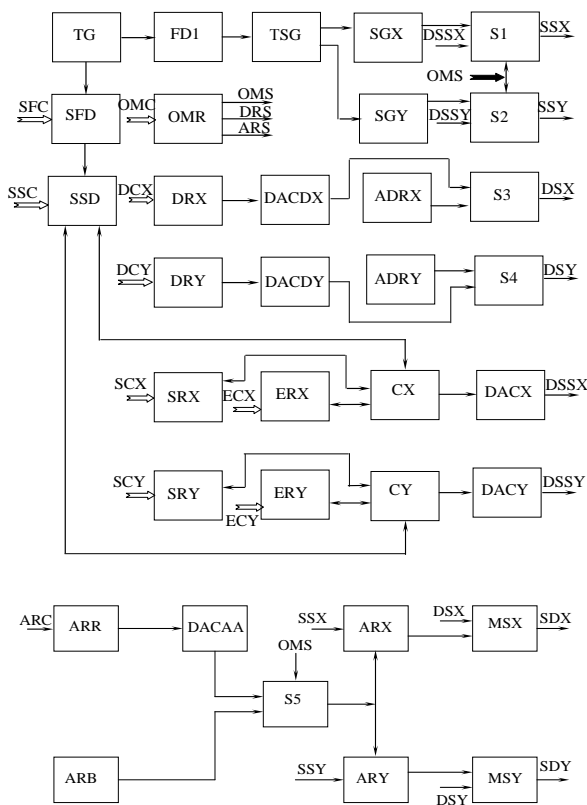 TG
FD1
TSG
SGX
DSSX
S1
SSX
OMS
SFC
SFD
OMC
OMR
OMS
DRS
ARS
SGY
DSSY
S2
SSY
SSC
SSD
DCX
DRX
DACDX
ADRX
S3
DSX
DCY
DRY
DACDY
ADRY
S4
DSY
SCX
SRX
ECX
ERX
CX
DACX
DSSX
SCY
SRY
ECY
ERY
CY
DACY
DSSY
ARC
ARR
DACAA
OMS
S5
SSX
ARX
DSX
MSX
SDX
ARB
SSY
ARY
DSY
MSY
SDY